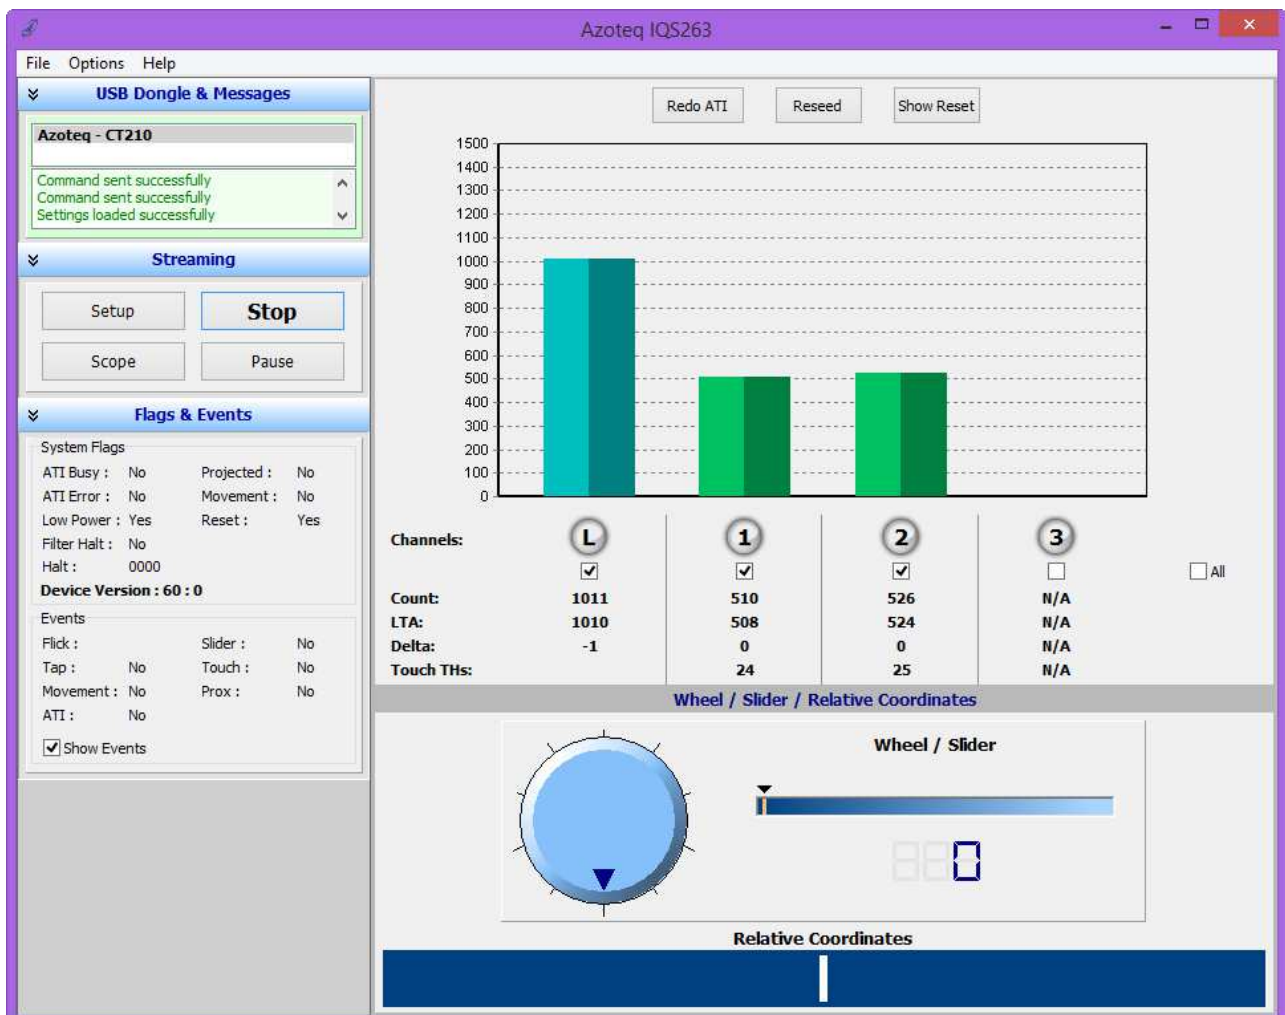 Azoteq IQS263
File Options Help
USB Dongle & Messages
Azoteq - CT210
Command sent successfully
Command sent successfully
Settings loaded successfully
Streaming
Setup Stop
Scope Pause
Flags & Events
System Flags
ATI Busy : No Projected : No
ATI Error : No Movement : No
Low Power : Yes Reset : Yes
Filter Halt : No
Halt : 0000
Device Version : 60 : 0
Events
Flick : Slider : No
Tap : No Touch : No
Movement : No Prox : No
ATI : No
Show Events
Redo ATI Reseed Show Reset
1500
1400
1300
1200
1100
1000
900
800
700
600
500
400
300
200
100
0
Channels: L 1 2 3
All
Count: 1011 510 526 N/A
LTA: 1010 508 524 N/A
Delta: -1 0 0 N/A
Touch THs: 24 25 N/A
Wheel / Slider / Relative Coordinates
Wheel / Slider
0
Relative Coordinates